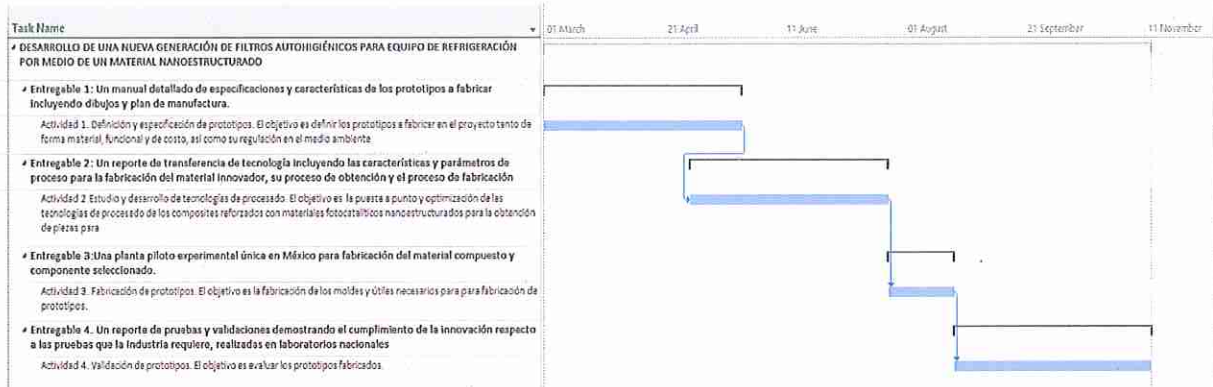 Task Name
01 March 21 April 11 June 01 August 21 September 11 November
DESARROLLO DE UNA NUEVA GENERACIÓN DE FILTROS AUTOHIGIÉNICOS PARA EQUIPO DE REFRIGERACIÓN
POR MEDIO DE UN MATERIAL NANOESTRUCTURADO
Entregable 1: Un manual detallado de especificaciones y características de los prototipos a fabricar
incluyendo dibujos y plan de manufactura.
Actividad 1. Definición y especificación de prototipos. El objetivo es definir los prototipos a fabricar en el proyecto tanto de
forma material, funcional y de costo, así como su regulación en el medio ambiente
Entregable 2: Un reporte de transferencia de tecnología incluyendo las características y parámetros de
proceso para la fabricación del material innovador, su proceso de obtención y el proceso de fabricación
Actividad 2 Estudio y desarrollo de tecnologías de procesado. El objetivo es la puesta a punto y optimización de las
tecnologías de procesado de los composites reforzados con materiales fotocatalíticos nanoestructurados para la obtención
de piezas para
Entregable 3:Una planta piloto experimental única en México para fabricación del material compuesto y
componente seleccionado.
Actividad 3. Fabricación de prototipos. El objetivo es la fabricación de los moldes y útiles necesarios para para fabricación de
prototipos.
Entregable 4. Un reporte de pruebas y validaciones demostrando el cumplimiento de la innovación respecto
a las pruebas que la industria requiere, realizadas en laboratorios nacionales
Actividad 4. Validación de prototipos. El objetivo es evaluar los prototipos fabricados